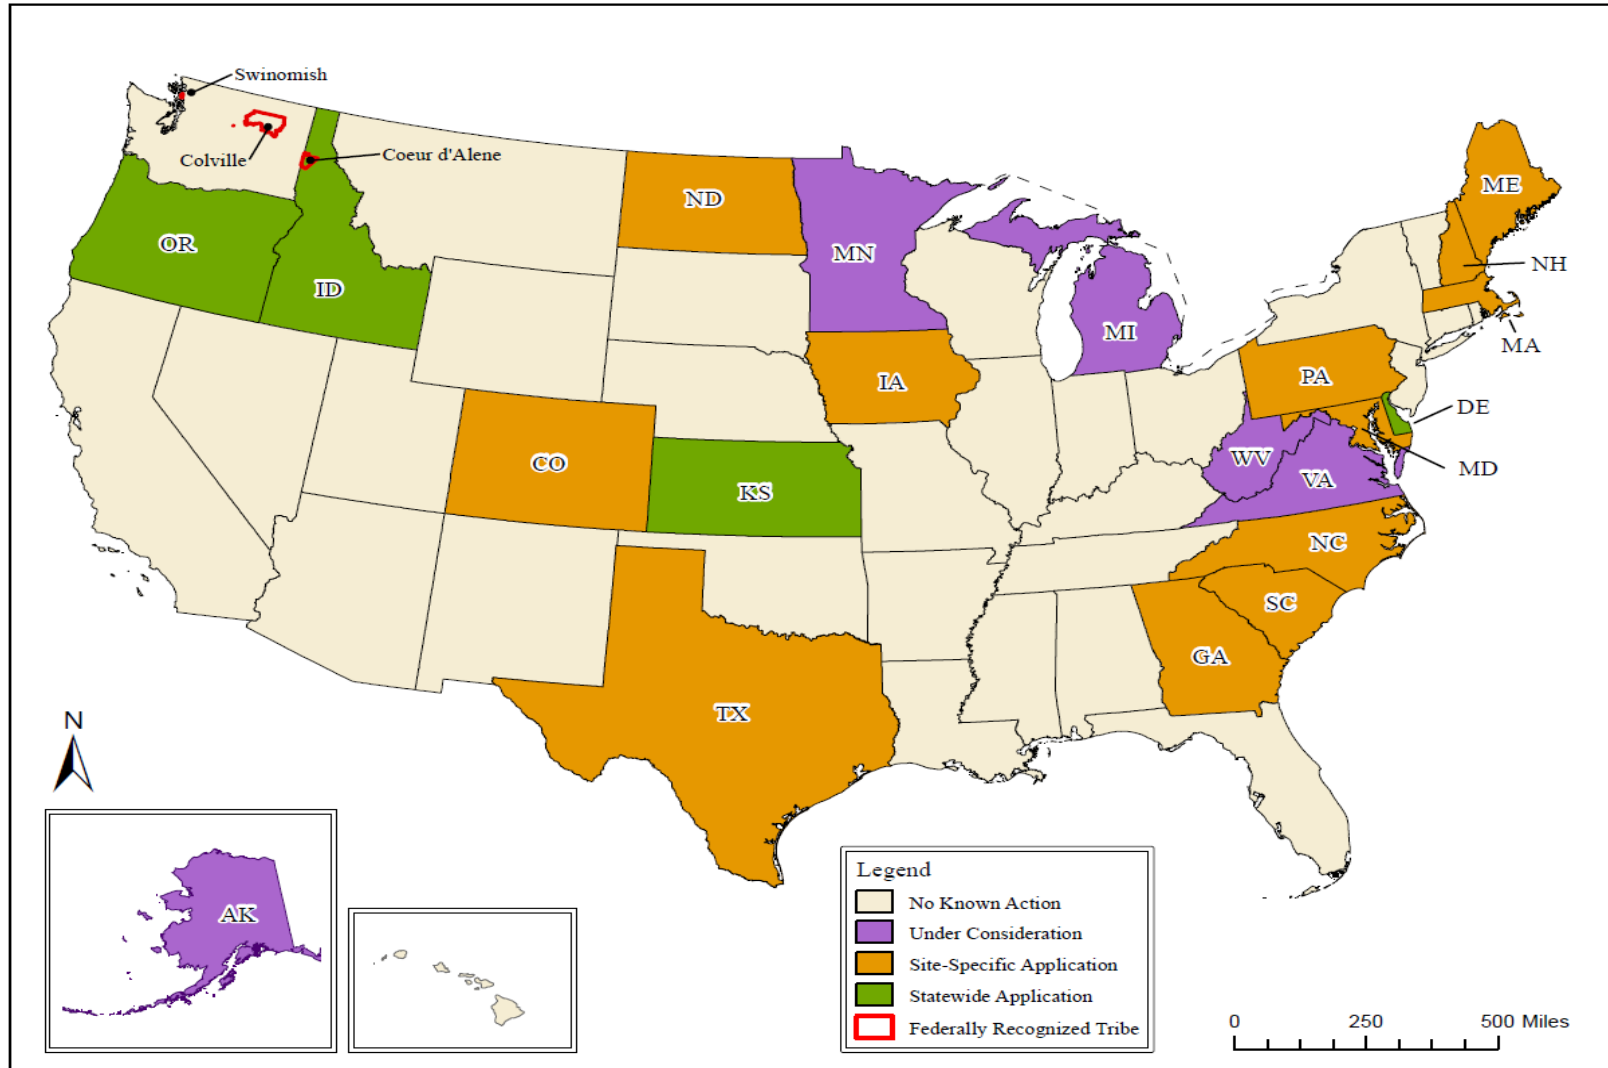 Swinomish
Colville
Coeur d'Alene
ND
ME
OR
MN
NH
ID
MI
MA
IA
PA
DE
CO
WV
MD
KS
VA
NC
SC
GA
TX
N
AK
Legend
No Known Action
Under Consideration
Site-Specific Application
Statewide Application
Federally Recognized Tribe
0 250 500 Miles